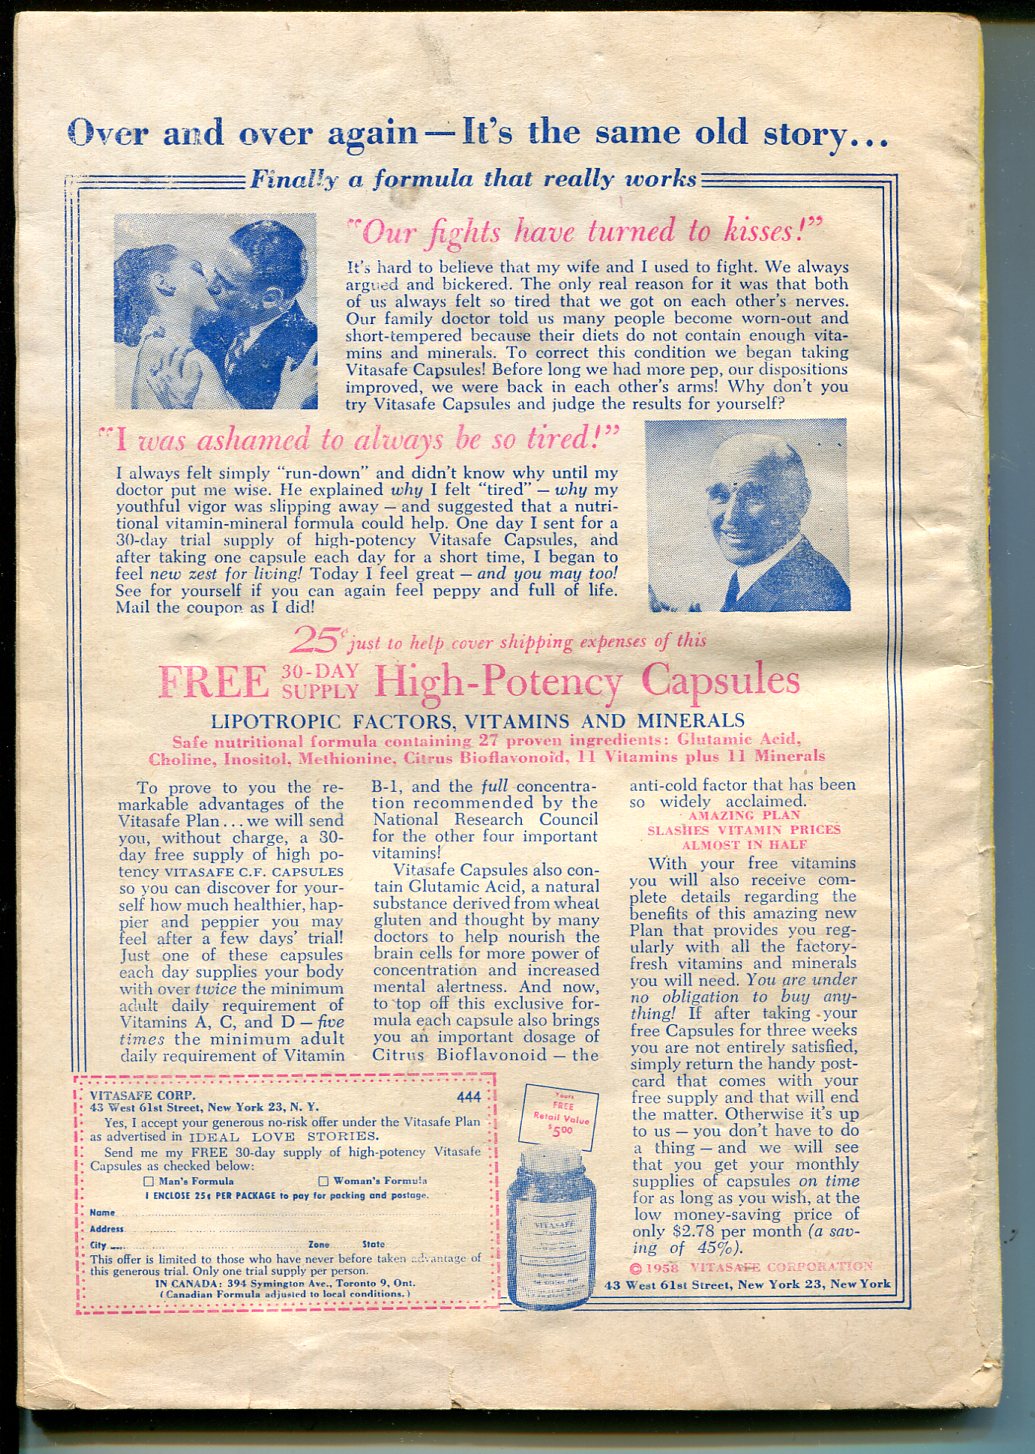 Over and over again—It's the same old story...
Finally a formula that really works
"Our fights have turned to kisses!"
It's hard to believe that my wife and I used to fight. We always
argued and bickered. The only real reason for it was that both
of us always felt so tired that we got on each other's nerves.
Our family doctor told us many people become worn-out and
short-tempered because their diets do not contain enough vita-
mins and minerals. To correct this condition we began taking
Vitasafe Capsules! Before long we had more pep, our dispositions
improved, we were back in each other's arms! Why don't you
try Vitasafe Capsules and judge the results for yourself?
"I was ashamed to always be so tired!"
I always felt simply "run-down" and didn't know why until my
doctor put me wise. He explained why I felt "tired" — why my
youthful vigor was slipping away — and suggested that a nutri-
tional vitamin-mineral formula could help. One day I sent for a
30-day trial supply of high-potency Vitasafe Capsules, and
after taking one capsule each day for a short time, I began to
feel new zest for living! Today I feel great — and you may too!
See for yourself if you can again feel peppy and full of life.
Mail the coupon as I did!
25¢ just to help cover shipping expenses of this
FREE 30-DAY SUPPLY High-Potency Capsules
LIPOTROPIC FACTORS, VITAMINS AND MINERALS
Safe nutritional formula containing 27 proven ingredients: Glutamic Acid,
Choline, Inositol, Methionine, Citrus Bioflavonoid, 11 Vitamins plus 11 Minerals
To prove to you the re-
markable advantages of the
Vitasafe Plan...we will send
you, without charge, a 30-
day free supply of high po-
tency VITASAFE C.F. CAPSULES
so you can discover for your-
self how much healthier, hap-
pier and peppier you may
feel after a few days' trial!
Just one of these capsules
each day supplies your body
with over twice the minimum
adult daily requirement of
Vitamins A, C, and D — five
times the minimum adult
daily requirement of Vitamin
B-1, and the full concentra-
tion recommended by the
National Research Council
for the other four important
vitamins!
Vitasafe Capsules also con-
tain Glutamic Acid, a natural
substance derived from wheat
gluten and thought by many
doctors to help nourish the
brain cells for more power of
concentration and increased
mental alertness. And now,
to top off this exclusive for-
mula each capsule also brings
you an important dosage of
Citrus Bioflavonoid — the
anti-cold factor that has been
so widely acclaimed.
AMAZING PLAN
SLASHES VITAMIN PRICES
ALMOST IN HALF
With your free vitamins
you will also receive com-
plete details regarding the
benefits of this amazing new
Plan that provides you reg-
ularly with all the factory-
fresh vitamins and minerals
you will need. You are under
no obligation to buy any-
thing! If after taking your
free Capsules for three weeks
you are not entirely satisfied,
simply return the handy post-
card that comes with your
free supply and that will end
the matter. Otherwise it's up
to us — you don't have to do
a thing — and we will see
that you get your monthly
supplies of capsules on time
for as long as you wish, at the
low money-saving price of
only $2.78 per month (a sav-
ing of 45%).
© 1958 VITASAFE CORPORATION
43 West 61st Street, New York 23, New York
VITASAFE CORP. 444
43 West 61st Street, New York 23, N. Y.
Yes, I accept your generous no-risk offer under the Vitasafe Plan
as advertised in IDEAL LOVE STORIES.
Send me my FREE 30-day supply of high-potency Vitasafe
Capsules as checked below:
☐ Man's Formula ☐ Woman's Formula
I ENCLOSE 25¢ PER PACKAGE to pay for packing and postage.
Name
Address
City Zone State
This offer is limited to those who have never before taken advantage of
this generous trial. Only one trial supply per person.
IN CANADA: 394 Symington Ave., Toronto 9, Ont.
(Canadian Formula adjusted to local conditions.)
Yours
FREE
Retail Value
$5.00
VITASAFE